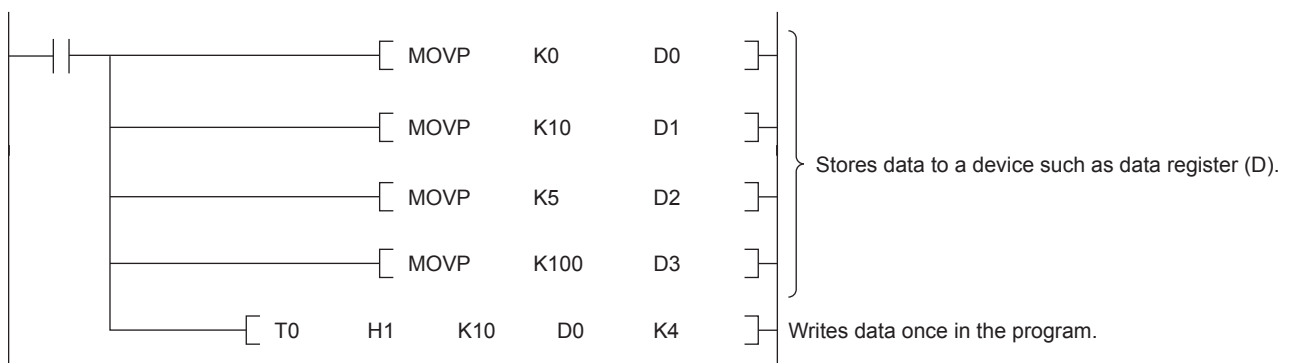 MOVP K0 D0
MOVP K10 D1
Stores data to a device such as data register (D).
MOVP K5 D2
MOVP K100 D3
T0 H1 K10 D0 K4 Writes data once in the program.